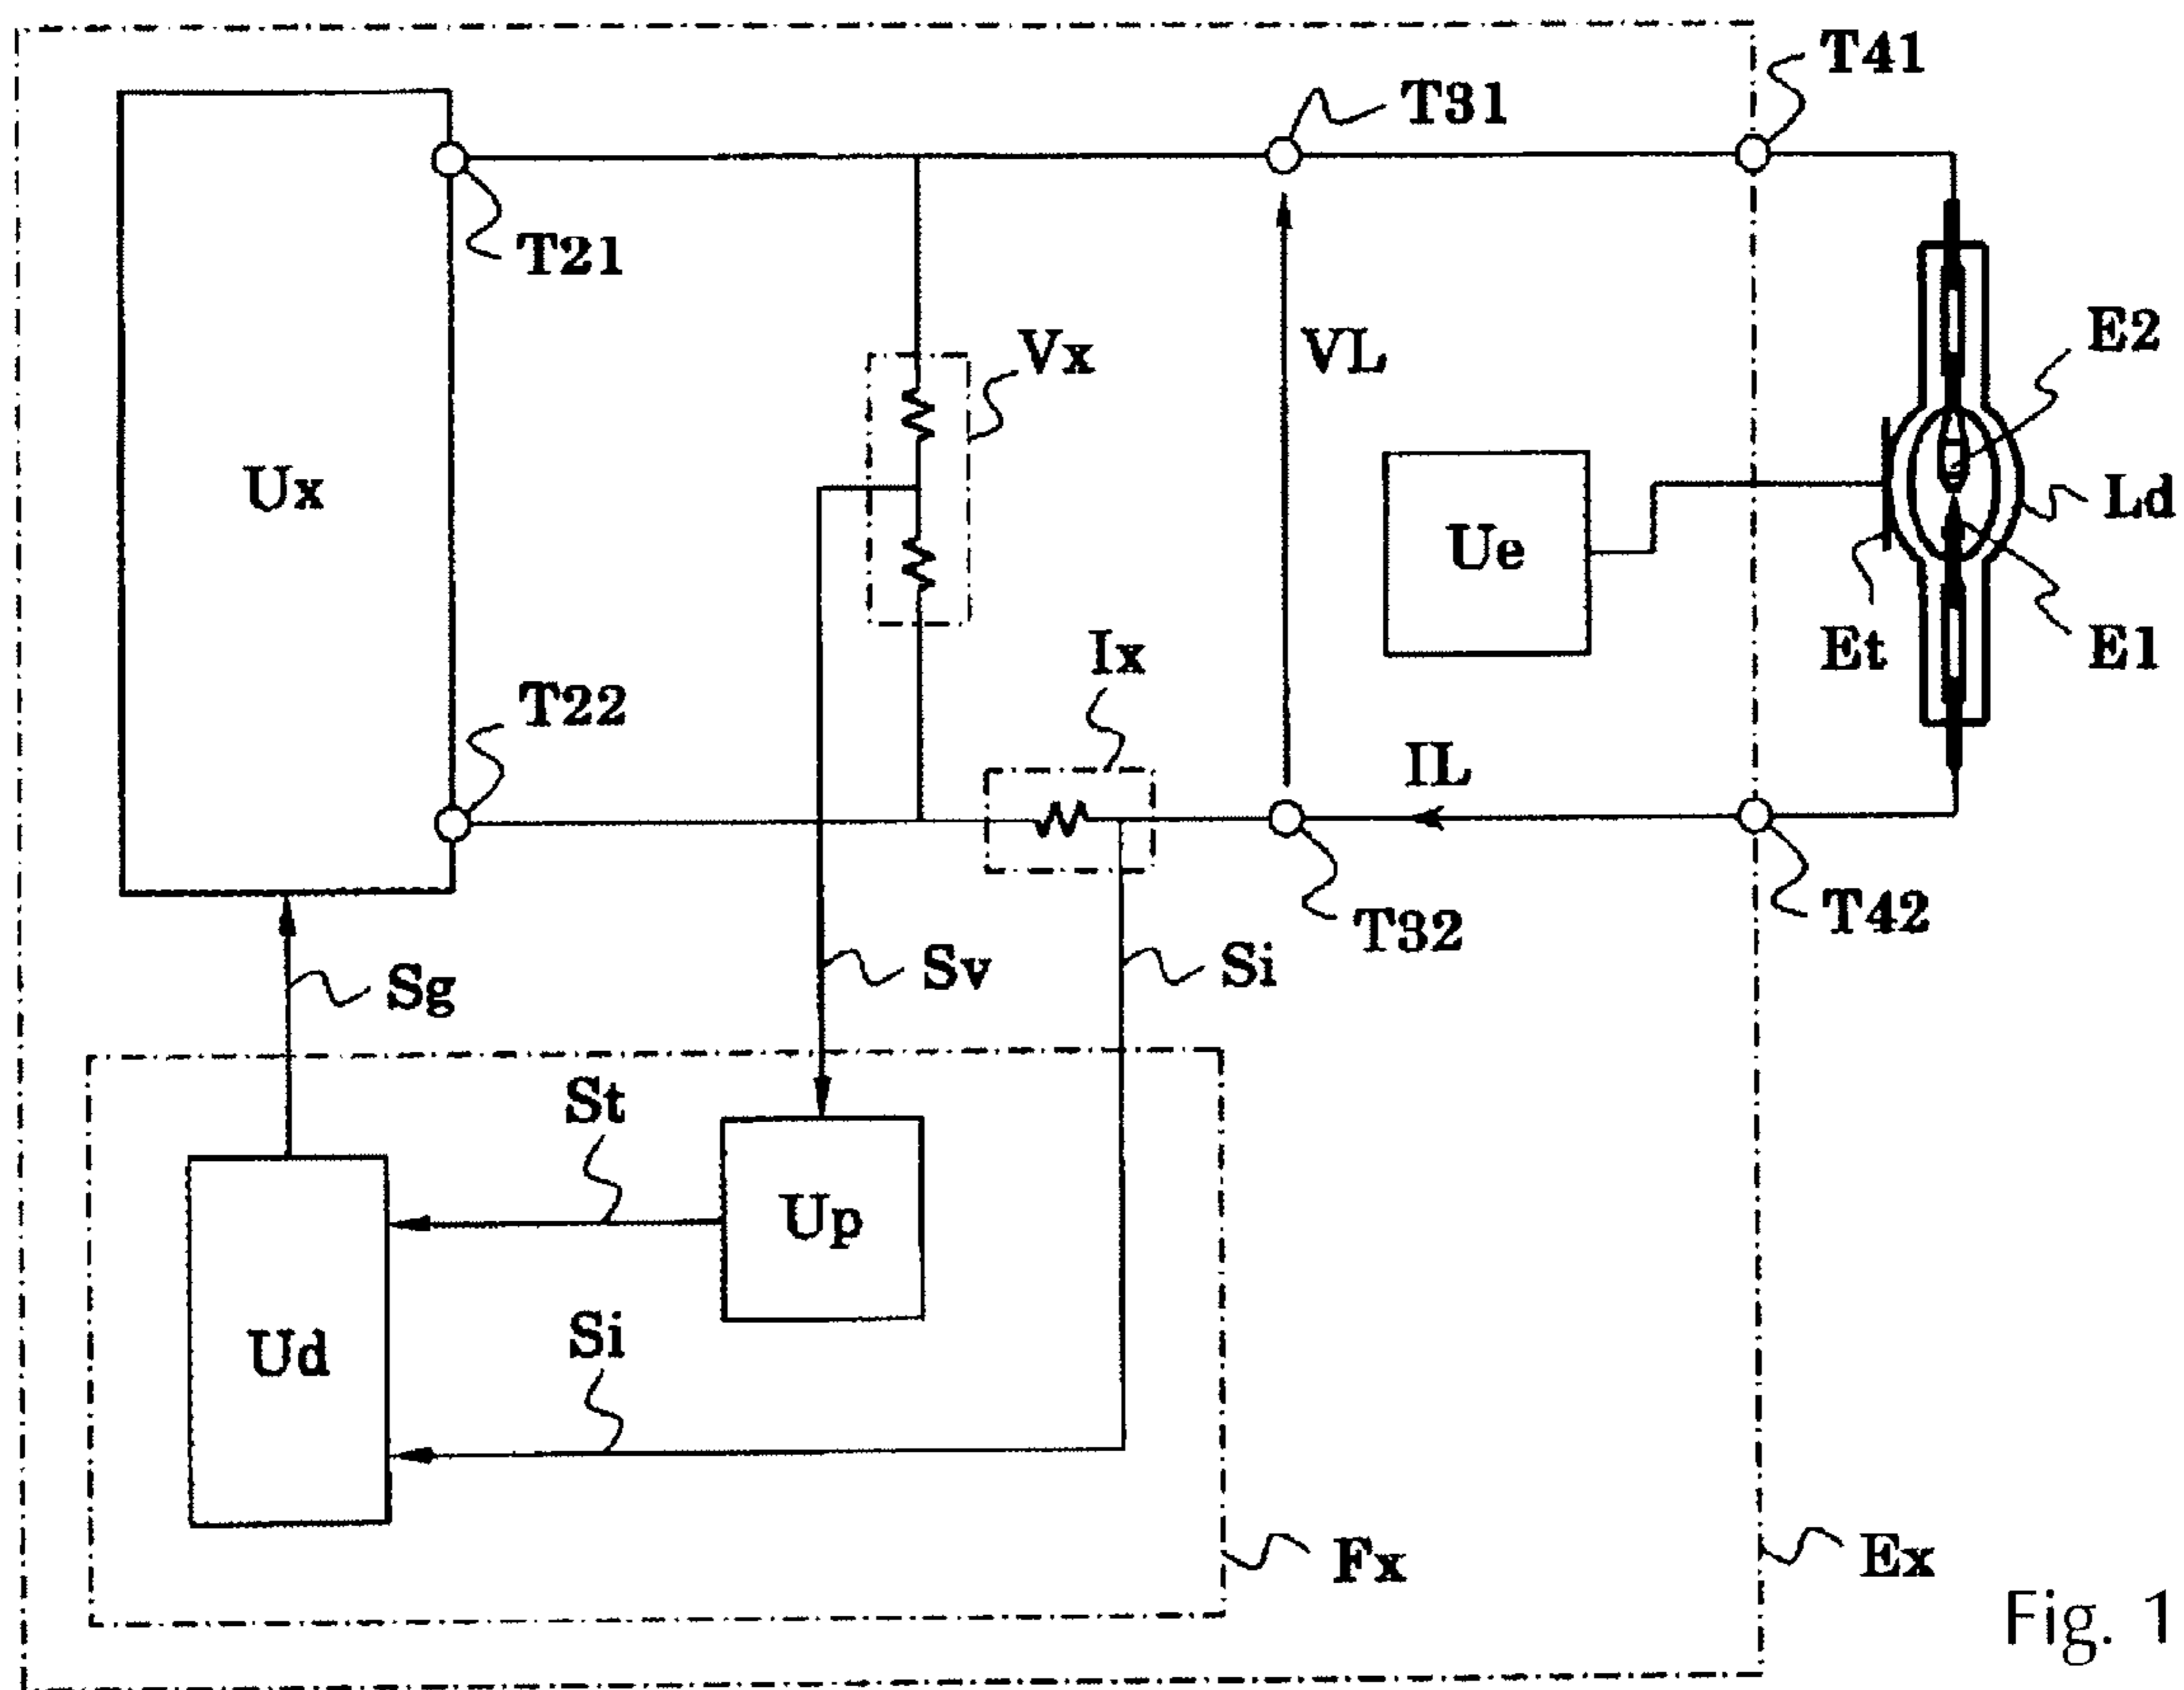 T41
T31
T21
E2
Vx
VL
Ux
Ld
Ue
Ix
Et
E1
T22
IL
T42
T32
Sv
Si
Sg
St
Up
Si
Ud
Fx
Ex
Fig. 1